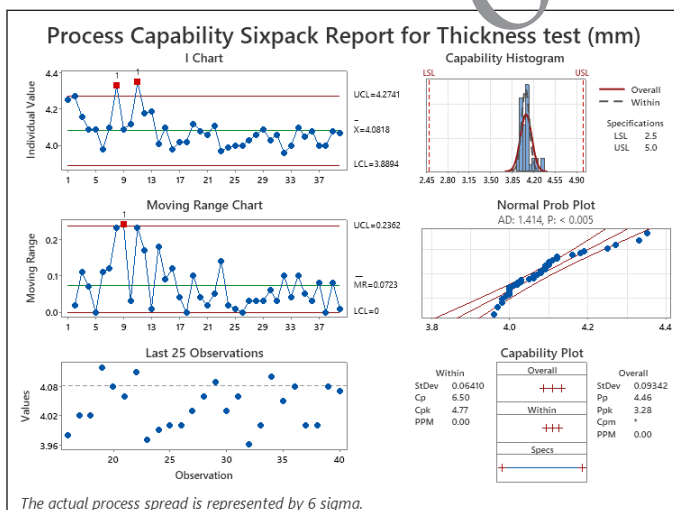 Process Capability Sixpack Report for Thickness test (mm)
I Chart
Individual Value
4.4
4.2
4.0
1
1
UCL=4.2741
X=4.0818
LCL=3.8894
1 5 9 13 17 21 25 29 33 37
Capability Histogram
LSL USL
Overall
Within
Specifications
LSL 2.5
USL 5.0
2.45 2.80 3.15 3.50 3.85 4.20 4.55 4.90
Moving Range Chart
Moving Range
0.2
0.1
0.0
1
UCL=0.2362
MR=0.0723
LCL=0
1 5 9 13 17 21 25 29 33 37
Normal Prob Plot
AD: 1.414, P: < 0.005
3.8 4.0 4.2 4.4
Last 25 Observations
Values
4.08
4.02
3.96
20 25 30 35 40
Observation
Capability Plot
Within
StDev 0.06410
Cp 6.50
Cpk 4.77
PPM 0.00
Overall
Within
Specs
Overall
StDev 0.09342
Pp 4.46
Ppk 3.28
Cpm *
PPM 0.00
The actual process spread is represented by 6 sigma.